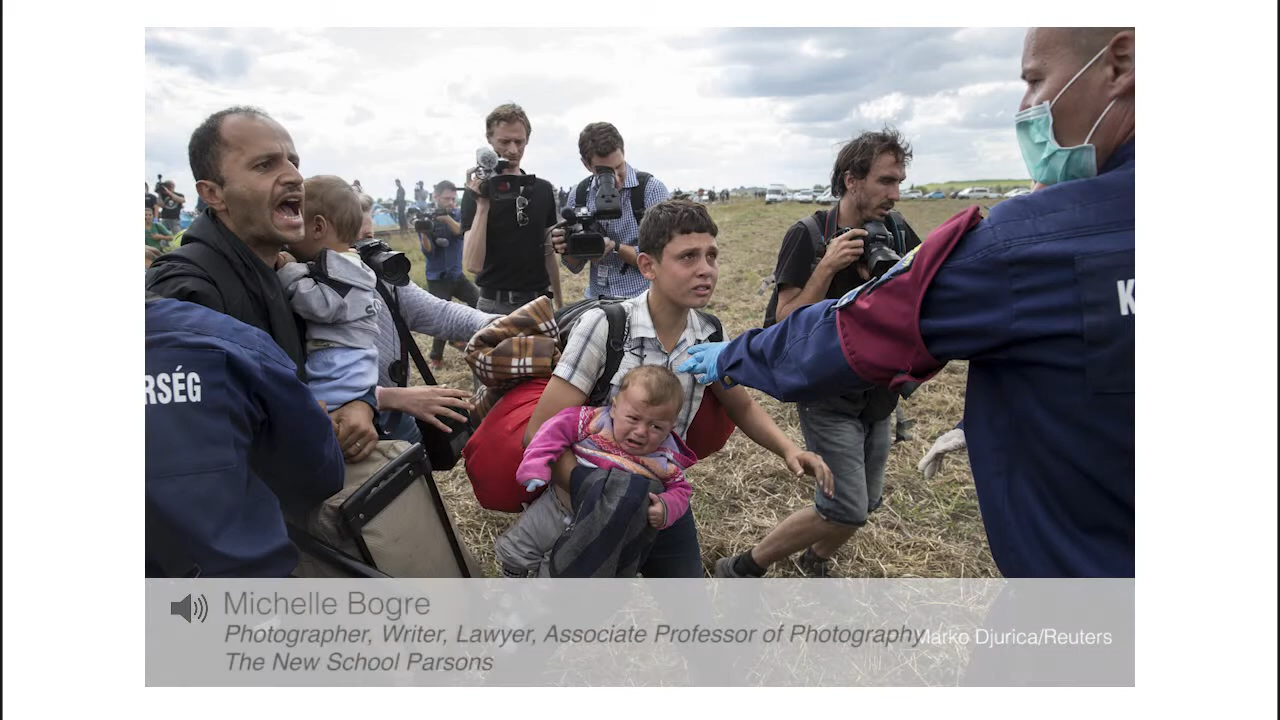 RSÉG
K
Michelle Bogre
Photographer, Writer, Lawyer, Associate Professor of Photography
Marko Djurica/Reuters
The New School Parsons